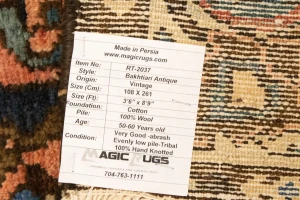 Made in Persia
www.magicrugs.com
Item No: RT-2037
Style: Bakhtiari Antique
Vintage
Size (Cm): 108 X 261
Size (Ft): 3'6" x 8'9"
Foundation: Cotton
Pile: 100% Wool
Age: 50-60 Years old
Condition Very Good -abrash
Evenly low pile-Tribal
100% Hand Knotted
MAGIC RUGS
704-763-1111